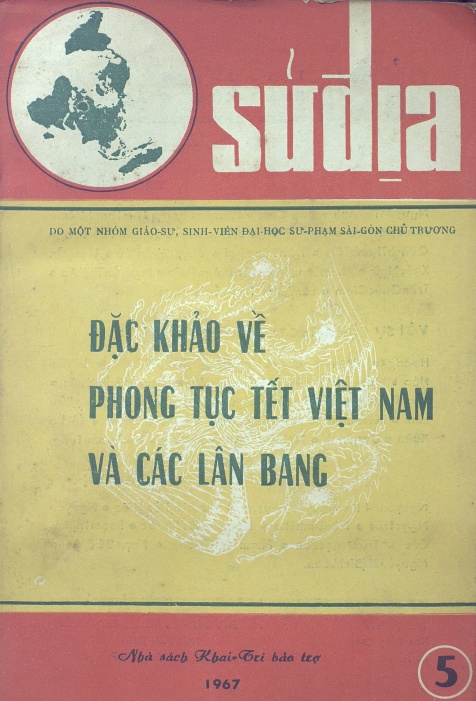 sử địa
DO MỘT NHÓM GIÁO-SƯ, SINH-VIÊN ĐẠI-HỌC SƯ-PHẠM SÀI-GÒN CHỦ TRƯƠNG
ĐẶC KHẢO VỀ
PHONG TỤC TẾT VIỆT NAM
VÀ CÁC LÂN BANG
Nhà sách Khai-Trí bảo trợ
1967
5